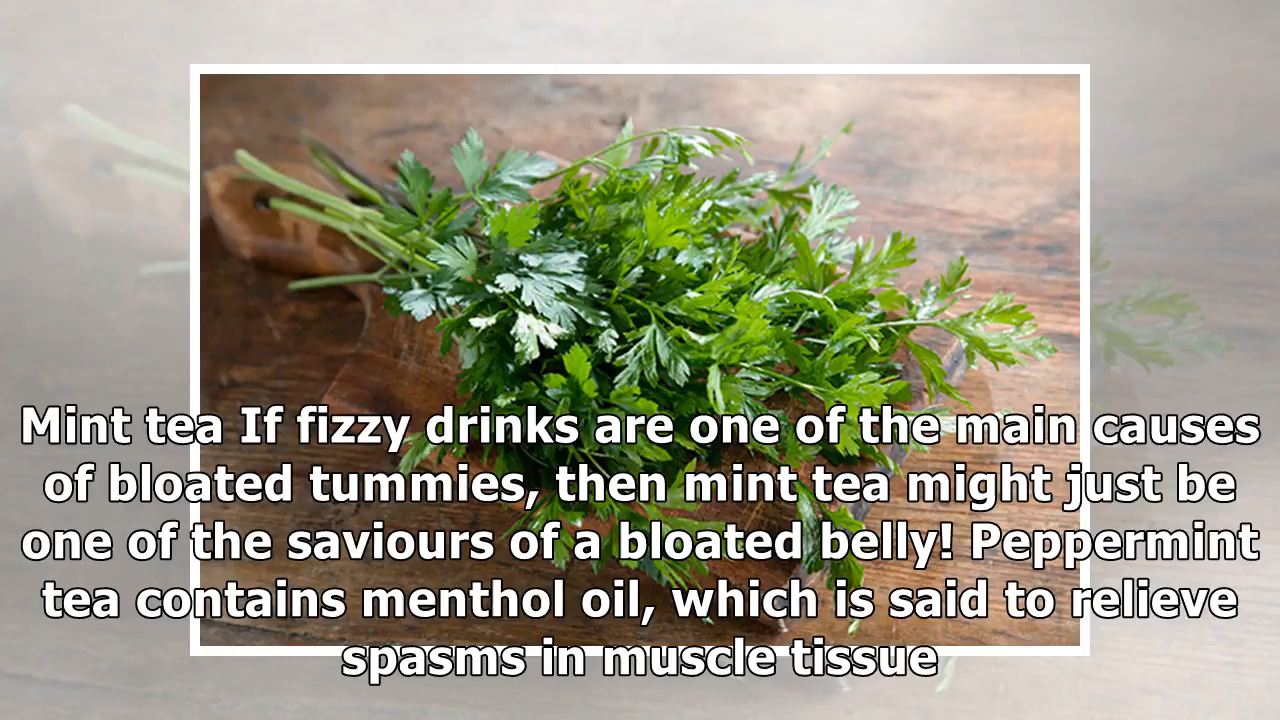 Mint tea If fizzy drinks are one of the main causes
of bloated tummies, then mint tea might just be
one of the saviours of a bloated belly! Peppermint
tea contains menthol oil, which is said to relieve
spasms in muscle tissue